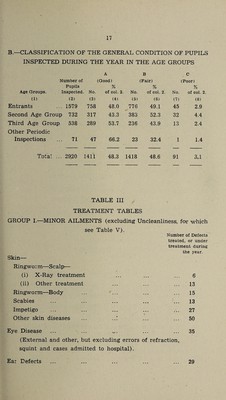 17
B.—CLASSIFICATION OF THE GENERAL CONDITION OF PUPILS
INSPECTED DURING THE YEAR IN THE AGE GROUPS
A B C
Number of (Good) (Fair) (Poor)
Pupils % % %
Age Groups. Inspected. No. of col. 2. No. of col. 2. No. of col. 2.
(1) (2) (3) (4) (5) (6) (7) (8)
Entrants ... 1579 758 48.0 776 49.1 45 2.9
Second Age Group 732 317 43.3 383 52.3 32 4.4
Third Age Group 538 289 53.7 236 43.9 13 2.4
Other Periodic
Inspections ... 71 47 66.2 23 32.4 1 1.4
Total ... 2920 1411 48.3 1418 48.6 91 3.1
TABLE III
TREATMENT TABLES
GROUP I.—MINOR AILMENTS (excluding Uncleanliness, for which
see Table V).
Number of Defects
treated, or under
treatment during
the year.
Skin—
Ringworm—Scalp—
(i) X-Ray treatment ... ... ... 6
(ii) Other treatment ... ... ... 12
Ringworm—Body ... ... ... ... 15
Scabies ... ... ... ... ... 13
Impetigo ... ... ... ... ... 27
Other skin diseases ... ... ... ... 50
Eye Disease ... ... ... ... ... 35
(External and other, but excluding errors of refraction,
squint and cases admitted to hospital).
Ear Defects ... ... ... ... ... 29